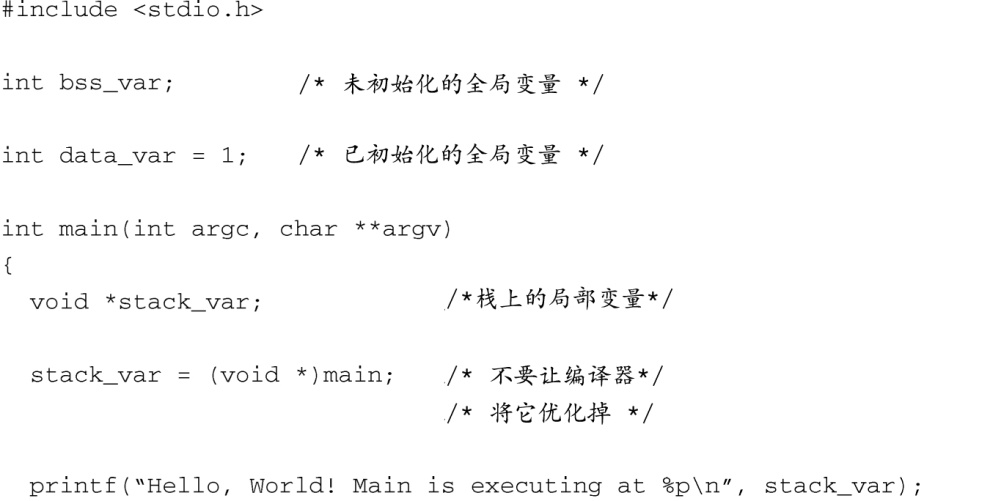 #include <stdio.h>
int bss_var; /* 未初始化的全局变量 */
int data_var = 1; /* 已初始化的全局变量 */
int main(int argc, char **argv)
{
void *stack_var; /*栈上的局部变量*/
stack_var = (void *)main; /* 不要让编译器*/
/* 将它优化掉 */
printf(“Hello, World! Main is executing at %p\n”, stack_var);